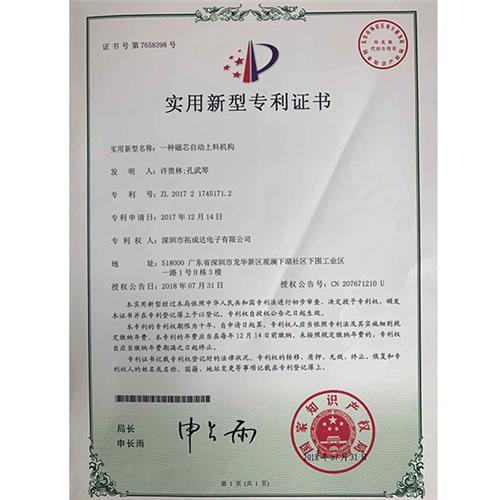 证书号第7658398号
实用新型专利证书
实用新型名称:一种磁芯自动上料机构
发 明 人:许贵林;孔武琴
专 利 号:ZL 2017 2 1745171.2
专利申请日:2017年12月14日
专 利 权 人:深圳市拓成达电子有限公司
地 址:518000 广东省深圳市龙华新区观澜下湖社区下围工业区
一路1号B栋3楼
授权公告日:2018年07月31日 授权公告号:CN 207671210 U
本实用新型经过本局依照中华人民共和国专利法进行初步审查,决定授予专利权,颁发
本证书并在专利登记簿上予以登记。专利权自授权公告之日起生效。
本专利的专利权期限为十年,自申请日起算。专利权人应当依照专利法及其实施细则规
定缴纳年费。本专利的年费应当在每年12月14日前缴纳。未按照规定缴纳年费的,专利权
自应当缴纳年费期满之日起终止。
专利证书记载专利权登记时的法律状况。专利权的转移、质押、无效、终止、恢复和专
利权人的姓名或名称、国籍、地址变更等事项记载在专利登记簿上。
局长
申长雨
申长雨
国家知识产权局
2018年07月31日
第 1 页 (共 1 页)